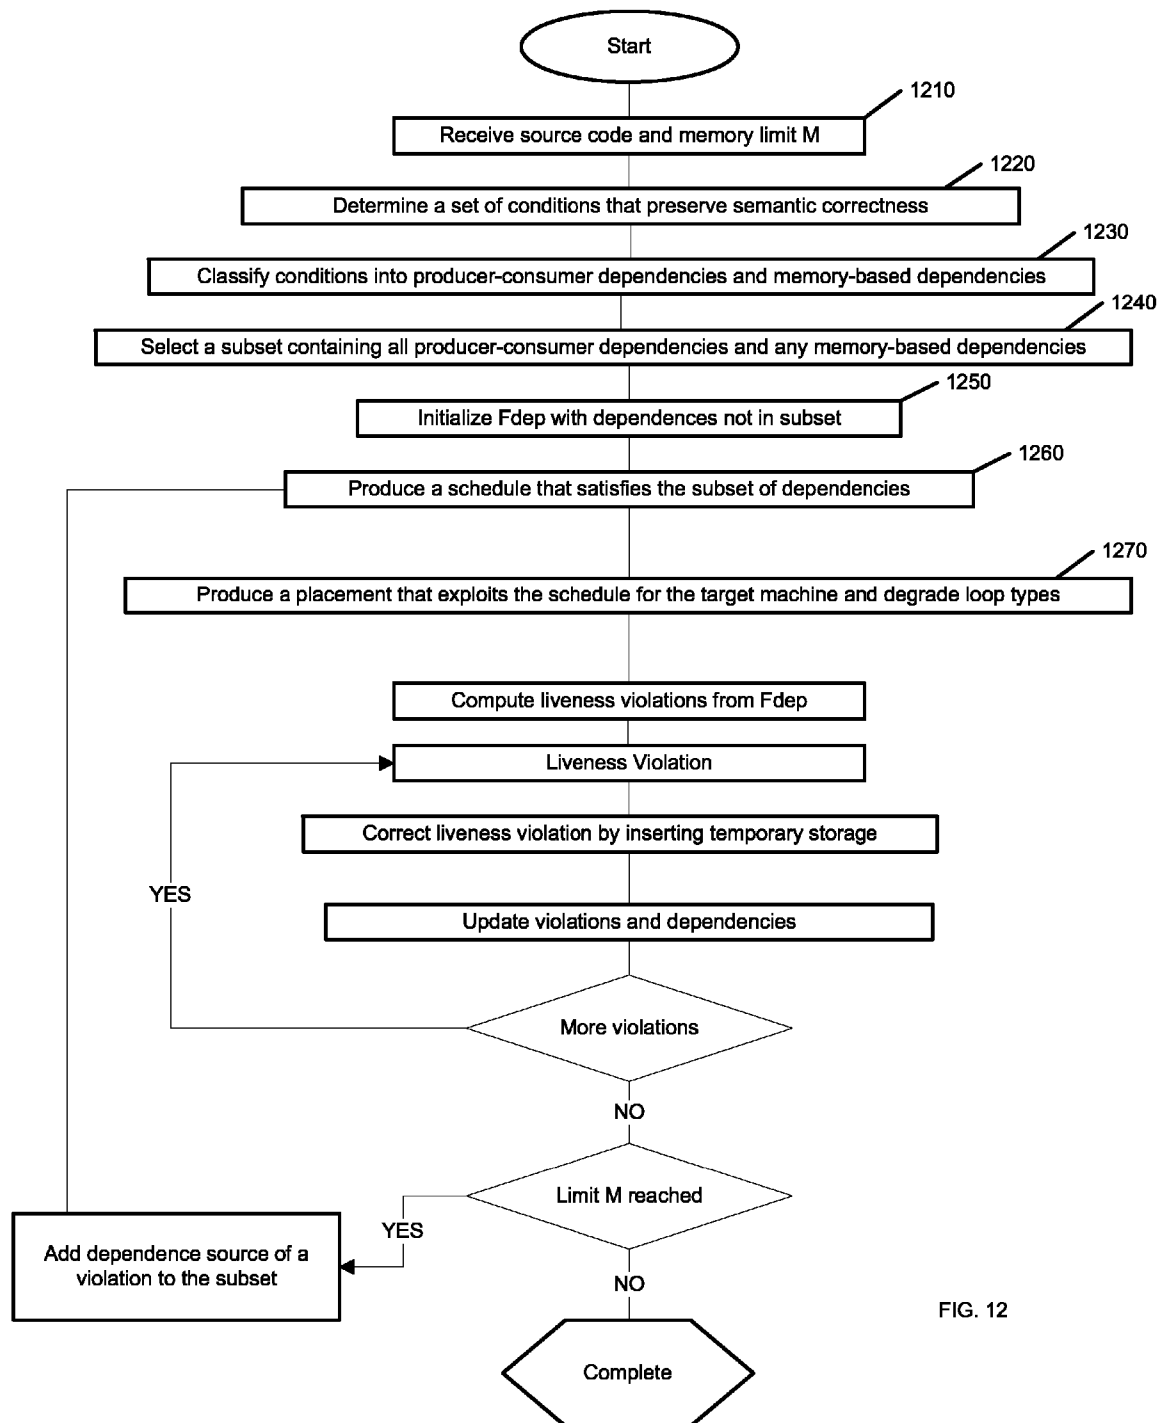 Start
1210
Receive source code and memory limit M
1220
Determine a set of conditions that preserve semantic correctness
1230
Classify conditions into producer-consumer dependencies and memory-based dependencies
1240
Select a subset containing all producer-consumer dependencies and any memory-based dependencies
1250
Initialize Fdep with dependences not in subset
1260
Produce a schedule that satisfies the subset of dependencies
1270
Produce a placement that exploits the schedule for the target machine and degrade loop types
Compute liveness violations from Fdep
Liveness Violation
Correct liveness violation by inserting temporary storage
YES
Update violations and dependencies
More violations
NO
Limit M reached
YES
Add dependence source of a
violation to the subset
NO
FIG. 12
Complete